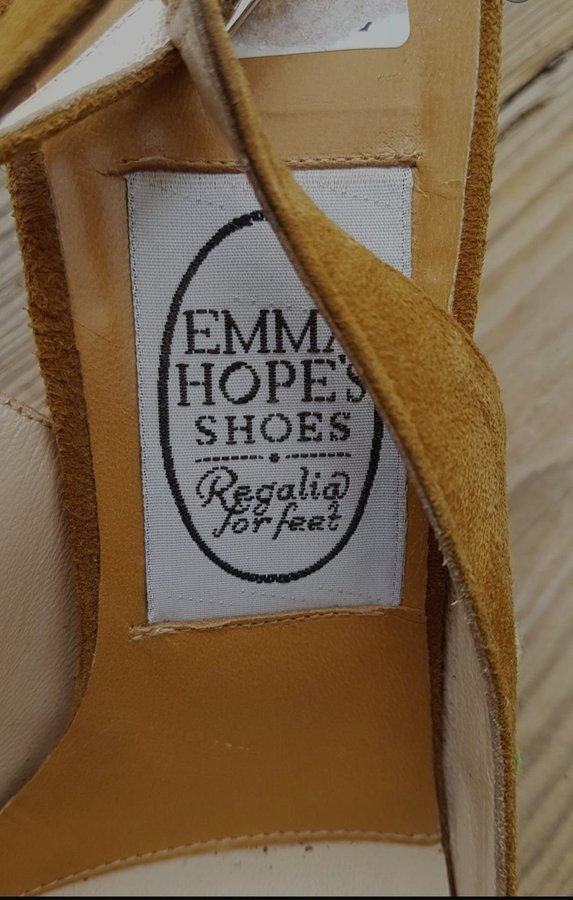 EMMA
HOPE'S
SHOES
Regalia
for feet